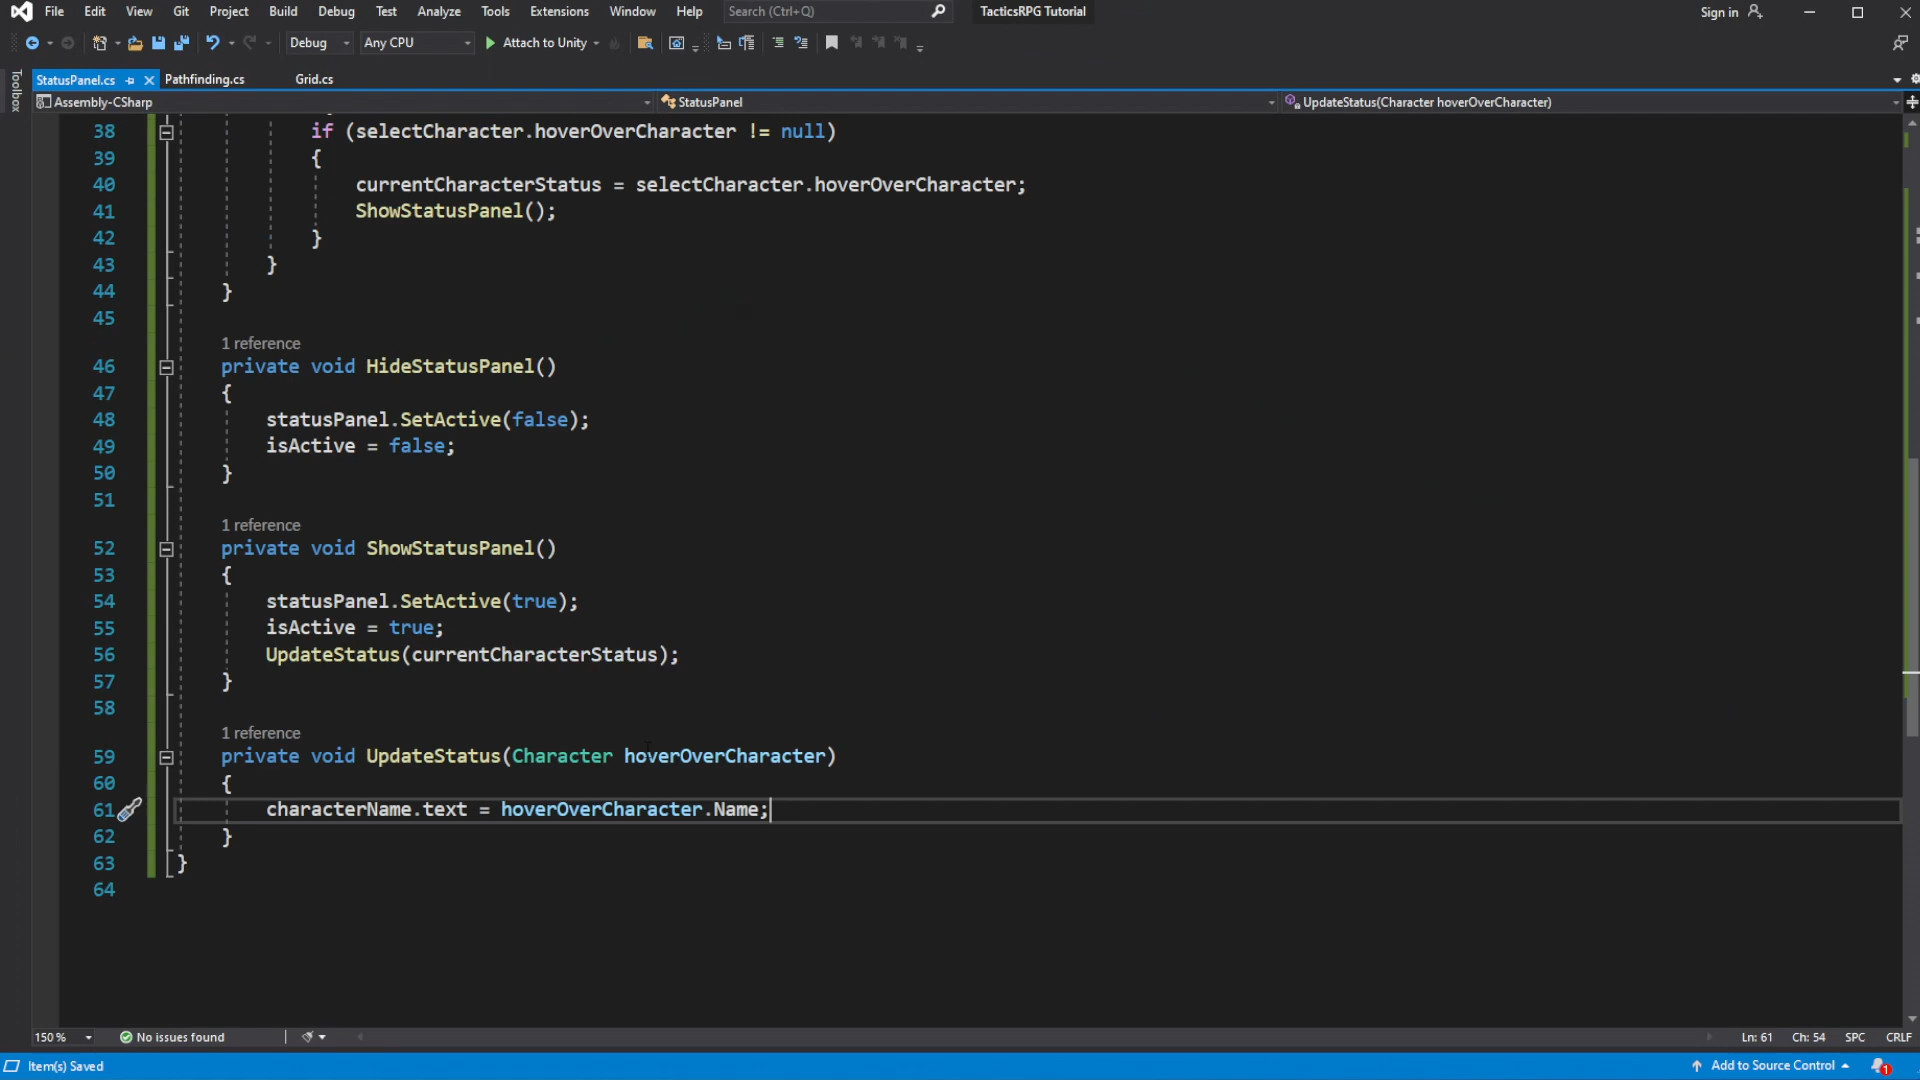 File Edit View Git Project Build Debug Test Analyze Tools Extensions Window Help Search (Ctrl+Q) TacticsRPG Tutorial Sign in
Debug Any CPU Attach to Unity
Toolbox
StatusPanel.cs Pathfinding.cs Grid.cs
Assembly-CSharp StatusPanel UpdateStatus(Character hoverOverCharacter)
38 if (selectCharacter.hoverOverCharacter != null)
39 {
40 currentCharacterStatus = selectCharacter.hoverOverCharacter;
41 ShowStatusPanel();
42 }
43 }
44 }
45
1 reference
46 private void HideStatusPanel()
47 {
48 statusPanel.SetActive(false);
49 isActive = false;
50 }
51
1 reference
52 private void ShowStatusPanel()
53 {
54 statusPanel.SetActive(true);
55 isActive = true;
56 UpdateStatus(currentCharacterStatus);
57 }
58
1 reference
59 private void UpdateStatus(Character hoverOverCharacter)
60 {
61 characterName.text = hoverOverCharacter.Name;
62 }
63 }
64
150 % No issues found Ln: 61 Ch: 54 SPC CRLF
Item(s) Saved Add to Source Control 1